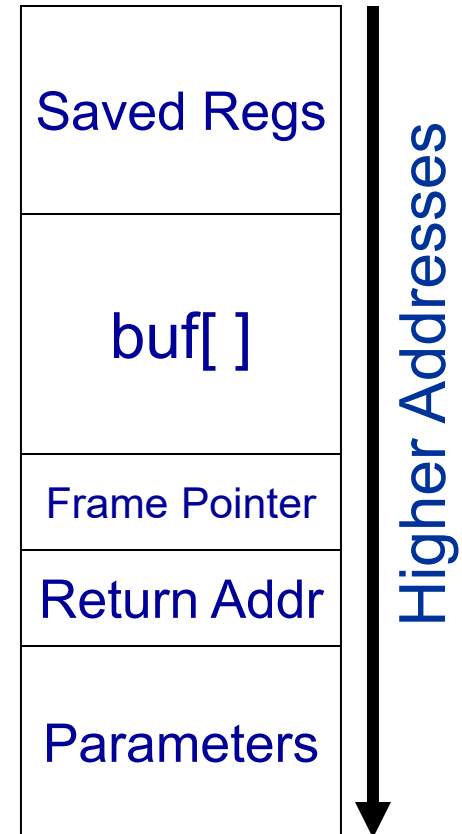 Saved Regs
buf[ ]
Frame Pointer
Return Addr
Parameters
Higher Addresses